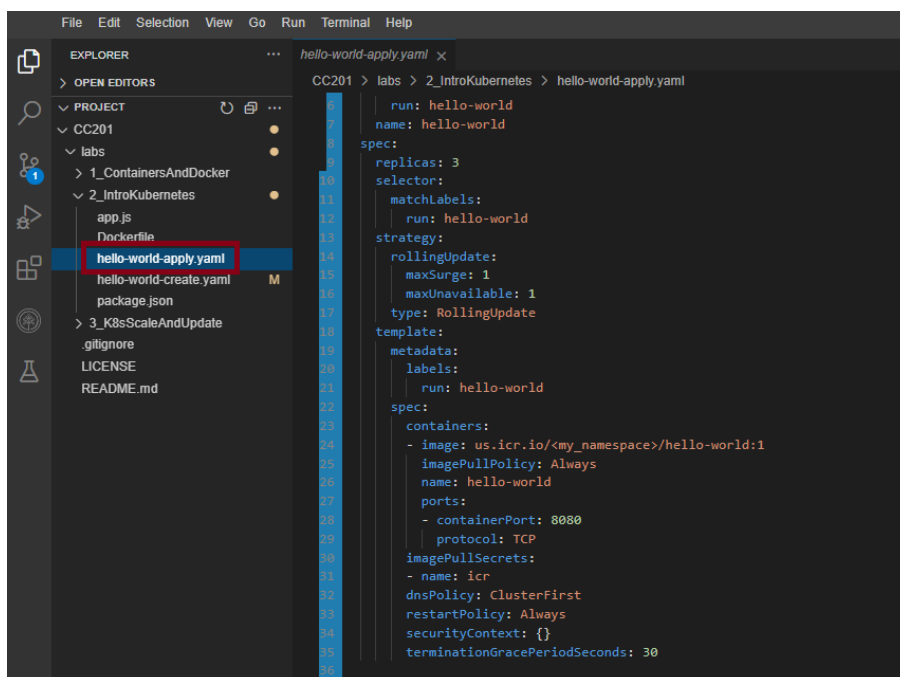 File Edit Selection View Go Run Terminal Help
EXPLORER
OPEN EDITORS
PROJECT
CC201
labs
1_ContainersAndDocker
2_IntroKubernetes
app.js
Dockerfile
hello-world-apply.yaml
hello-world-create.yaml M
package.json
3_K8sScaleAndUpdate
.gitignore
LICENSE
README.md
1
hello-world-apply.yaml
CC201 > labs > 2_IntroKubernetes > hello-world-apply.yaml
6 run: hello-world
7 name: hello-world
8 spec:
9 replicas: 3
10 selector:
11 matchLabels:
12 run: hello-world
13 strategy:
14 rollingUpdate:
15 maxSurge: 1
16 maxUnavailable: 1
17 type: RollingUpdate
18 template:
19 metadata:
20 labels:
21 run: hello-world
22 spec:
23 containers:
24 - image: us.icr.io/<my_namespace>/hello-world:1
25 imagePullPolicy: Always
26 name: hello-world
27 ports:
28 - containerPort: 8080
29 protocol: TCP
30 imagePullSecrets:
31 - name: icr
32 dnsPolicy: ClusterFirst
33 restartPolicy: Always
34 securityContext: {}
35 terminationGracePeriodSeconds: 30
36